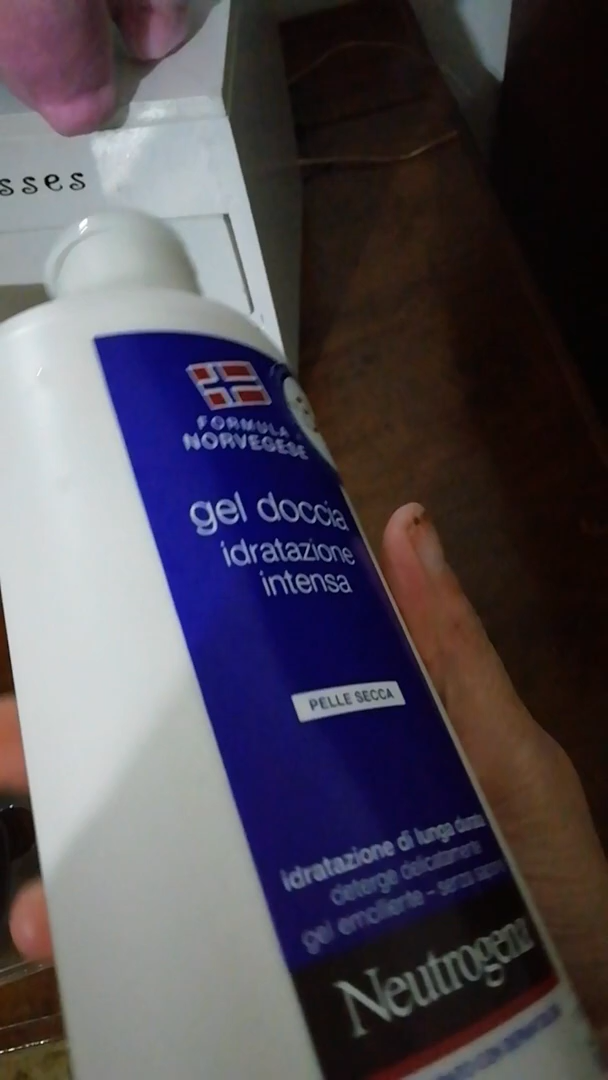 sses
FORMULA
NORVEGESE
gel doccia
idratazione
intensa
PELLE SECCA
Idratazione di lunga durata
deterge delicatamente
gel emolliente - senza
Neutrogena